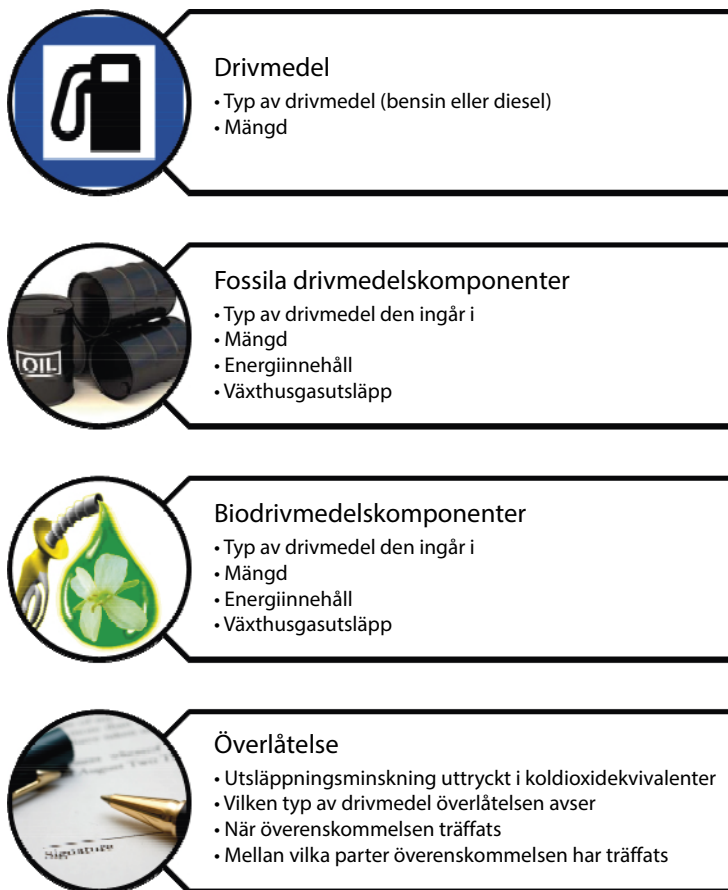 Drivmedel
• Typ av drivmedel (bensin eller diesel)
• Mängd
Fossila drivmedelskomponenter
• Typ av drivmedel den ingår i
• Mängd
• Energiinnehåll
• Växthusgasutsläpp
OIL
Biodrivmedelskomponenter
• Typ av drivmedel den ingår i
• Mängd
• Energiinnehåll
• Växthusgasutsläpp
Överlåtelse
• Utsläppningsminskning uttryckt i koldioxidekvivalenter
• Vilken typ av drivmedel överlåtelsen avser
• När överenskommelsen träffats
• Mellan vilka parter överenskommelsen har träffats
Signature